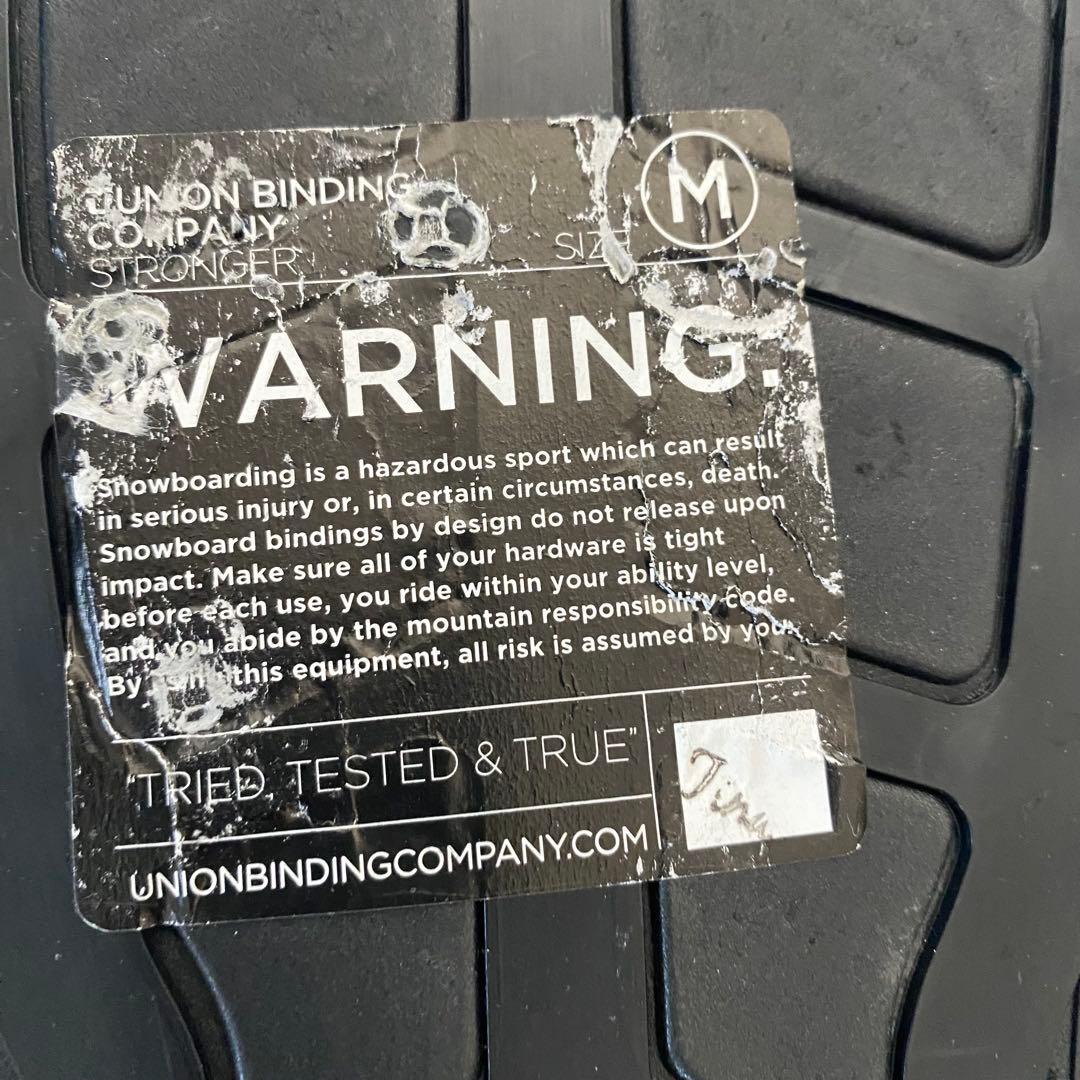 UNION BINDING
COMPANY
STRONGER
SIZE
M
WARNING.
Snowboarding is a hazardous sport which can result
in serious injury or, in certain circumstances, death.
Snowboard bindings by design do not release upon
impact. Make sure all of your hardware is tight
before each use, you ride within your ability level,
and you abide by the mountain responsibility code.
By this equipment, all risk is assumed by you.
"TRIED, TESTED & TRUE"
UNIONBINDINGCOMPANY.COM